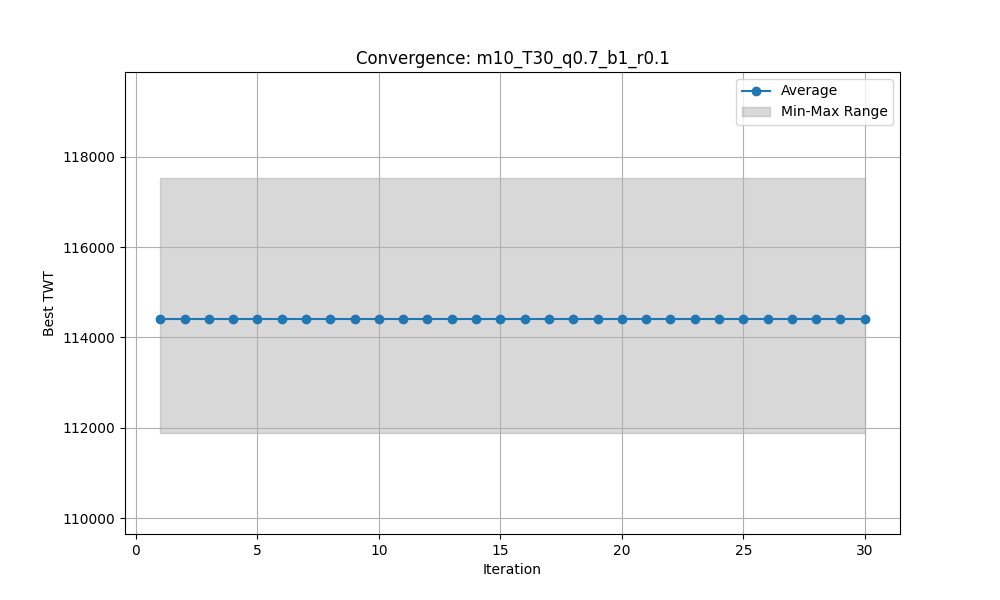 Convergence: m10_T30_q0.7_b1_r0.1
Average
Min-Max Range
118000
116000
114000
112000
110000
Best TWT
0 5 10 15 20 25 30
Iteration